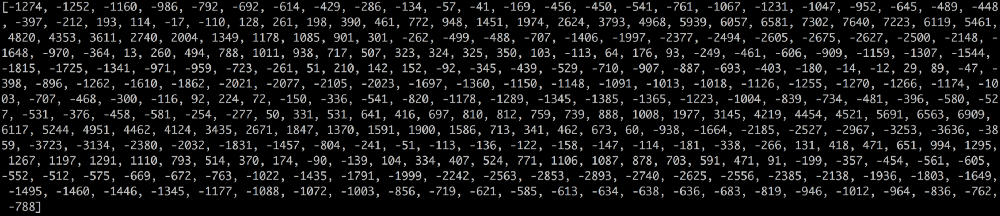 [-1274, -1252, -1160, -986, -792, -692, -614, -429, -286, -134, -57, -41, -169, -456, -450, -541, -761, -1067, -1231, -1047, -952, -645, -489, -448
, -397, -212, 193, 114, -17, -110, 128, 261, 198, 390, 461, 772, 948, 1451, 1974, 2624, 3793, 4968, 5939, 6057, 6581, 7302, 7640, 7223, 6119, 5461,
4820, 4353, 3611, 2740, 2004, 1349, 1178, 1085, 901, 301, -262, -499, -488, -707, -1406, -1997, -2377, -2494, -2605, -2675, -2627, -2500, -2148, -
1648, -970, -364, 13, 260, 494, 788, 1011, 938, 717, 507, 323, 324, 325, 350, 103, -113, 64, 176, 93, -249, -461, -606, -909, -1159, -1307, -1544,
-1815, -1725, -1341, -971, -959, -723, -261, 51, 210, 142, 152, -92, -345, -439, -529, -710, -907, -887, -693, -403, -180, -14, -12, 29, 89, -47, -
398, -896, -1262, -1610, -1862, -2021, -2077, -2105, -2023, -1697, -1360, -1150, -1148, -1091, -1013, -1018, -1126, -1255, -1270, -1266, -1174, -10
03, -707, -468, -300, -116, 92, 224, 72, -150, -336, -541, -820, -1178, -1289, -1345, -1385, -1365, -1223, -1004, -839, -734, -481, -396, -580, -52
7, -531, -376, -458, -581, -254, -277, 50, 331, 531, 641, 416, 697, 810, 812, 759, 739, 888, 1008, 1977, 3145, 4219, 4454, 4521, 5691, 6563, 6909,
6117, 5244, 4951, 4462, 4124, 3435, 2671, 1847, 1370, 1591, 1900, 1586, 713, 341, 462, 673, 60, -938, -1664, -2185, -2527, -2967, -3253, -3636, -38
59, -3723, -3134, -2380, -2032, -1831, -1457, -804, -241, -51, -113, -136, -122, -158, -147, -114, -181, -338, -266, 131, 418, 471, 651, 994, 1295,
1267, 1197, 1291, 1110, 793, 514, 370, 174, -90, -139, 104, 334, 407, 524, 771, 1106, 1087, 878, 703, 591, 471, 91, -199, -357, -454, -561, -605,
-552, -512, -575, -669, -672, -763, -1022, -1435, -1791, -1999, -2242, -2563, -2853, -2893, -2740, -2625, -2556, -2385, -2138, -1936, -1803, -1649,
-1495, -1460, -1446, -1345, -1177, -1088, -1072, -1003, -856, -719, -621, -585, -613, -634, -638, -636, -683, -819, -946, -1012, -964, -836, -762,
-788]